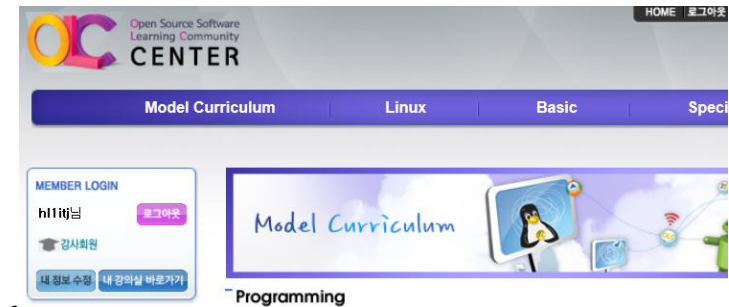 HOME 로그아웃
OLC
Open Source Software
Learning Community
CENTER
Model Curriculum Linux Basic Speci
MEMBER LOGIN
hl1itj님 로그아웃
강사회원
내 정보 수정 내 강의실 바로가기
Model Curriculum
Programming